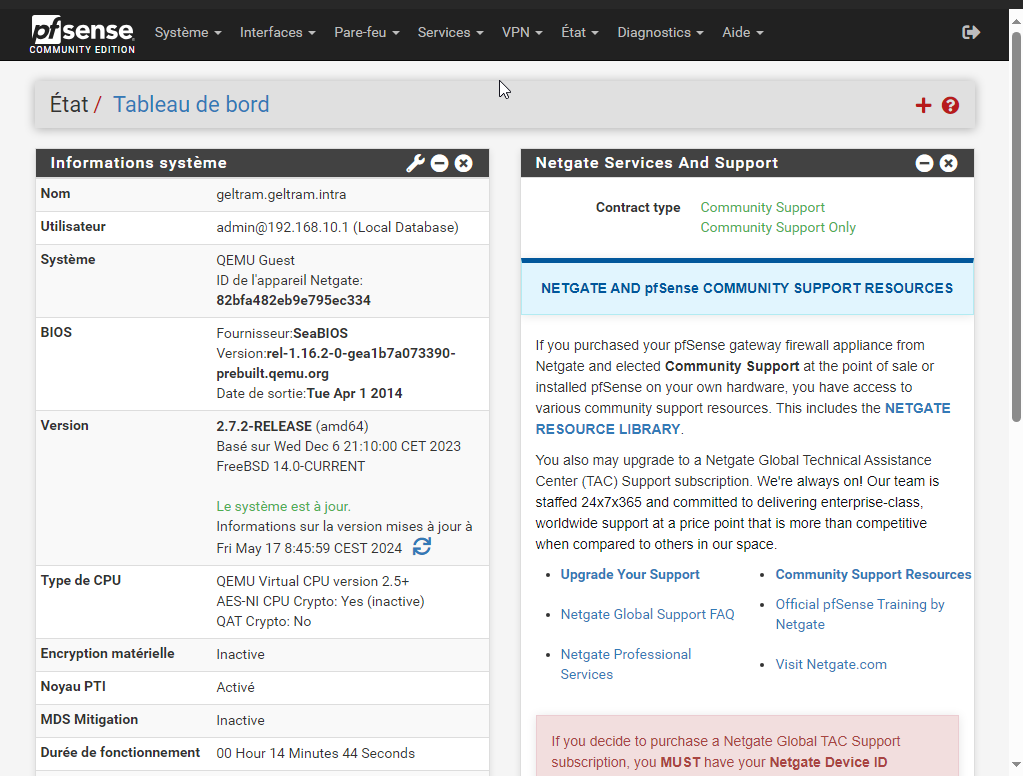 pfsense
COMMUNITY EDITION
Système
Interfaces
Pare-feu
Services
VPN
État
Diagnostics
Aide
État / Tableau de bord
Informations système
Nom
geltram.geltram.intra
Utilisateur
admin@192.168.10.1 (Local Database)
Système
QEMU Guest
ID de l'appareil Netgate:
82bfa482eb9e795ec334
BIOS
Fournisseur:SeaBIOS
Version:rel-1.16.2-0-gea1b7a073390-
prebuilt.qemu.org
Date de sortie:Tue Apr 1 2014
Version
2.7.2-RELEASE (amd64)
Basé sur Wed Dec 6 21:10:00 CET 2023
FreeBSD 14.0-CURRENT
Le système est à jour.
Informations sur la version mises à jour à
Fri May 17 8:45:59 CEST 2024
Type de CPU
QEMU Virtual CPU version 2.5+
AES-NI CPU Crypto: Yes (inactive)
QAT Crypto: No
Encryption matérielle
Inactive
Noyau PTI
Activé
MDS Mitigation
Inactive
Durée de fonctionnement
00 Hour 14 Minutes 44 Seconds
Netgate Services And Support
Contract type
Community Support
Community Support Only
NETGATE AND pfSense COMMUNITY SUPPORT RESOURCES
If you purchased your pfSense gateway firewall appliance from
Netgate and elected Community Support at the point of sale or
installed pfSense on your own hardware, you have access to
various community support resources. This includes the NETGATE
RESOURCE LIBRARY.
You also may upgrade to a Netgate Global Technical Assistance
Center (TAC) Support subscription. We're always on! Our team is
staffed 24x7x365 and committed to delivering enterprise-class,
worldwide support at a price point that is more than competitive
when compared to others in our space.
Upgrade Your Support
Netgate Global Support FAQ
Netgate Professional
Services
Community Support Resources
Official pfSense Training by
Netgate
Visit Netgate.com
If you decide to purchase a Netgate Global TAC Support
subscription, you MUST have your Netgate Device ID